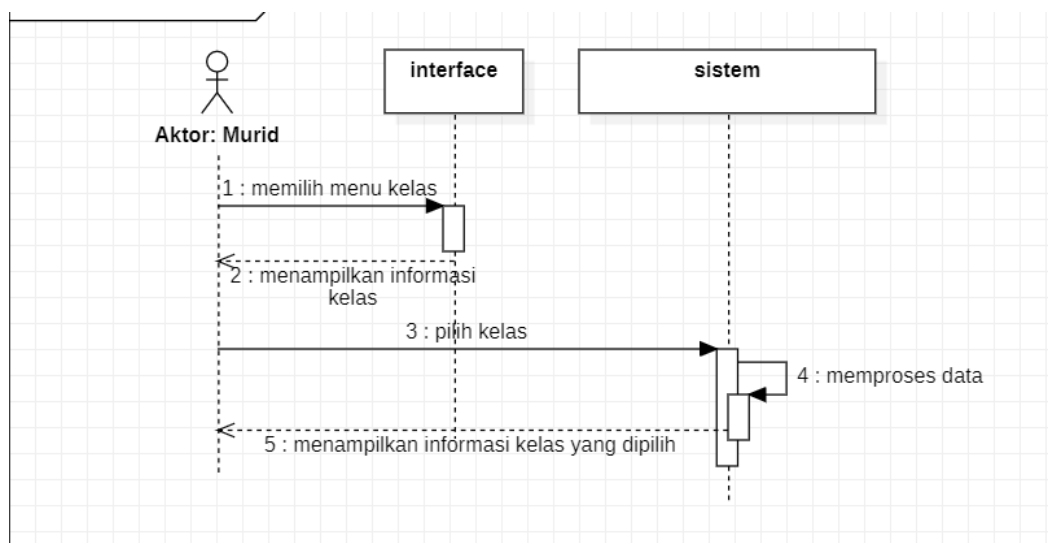 interface
sistem
Aktor: Murid
1 : memilih menu kelas
2 : menampilkan informasi
kelas
3 : pilih kelas
4 : memproses data
5 : menampilkan informasi kelas yang dipilih